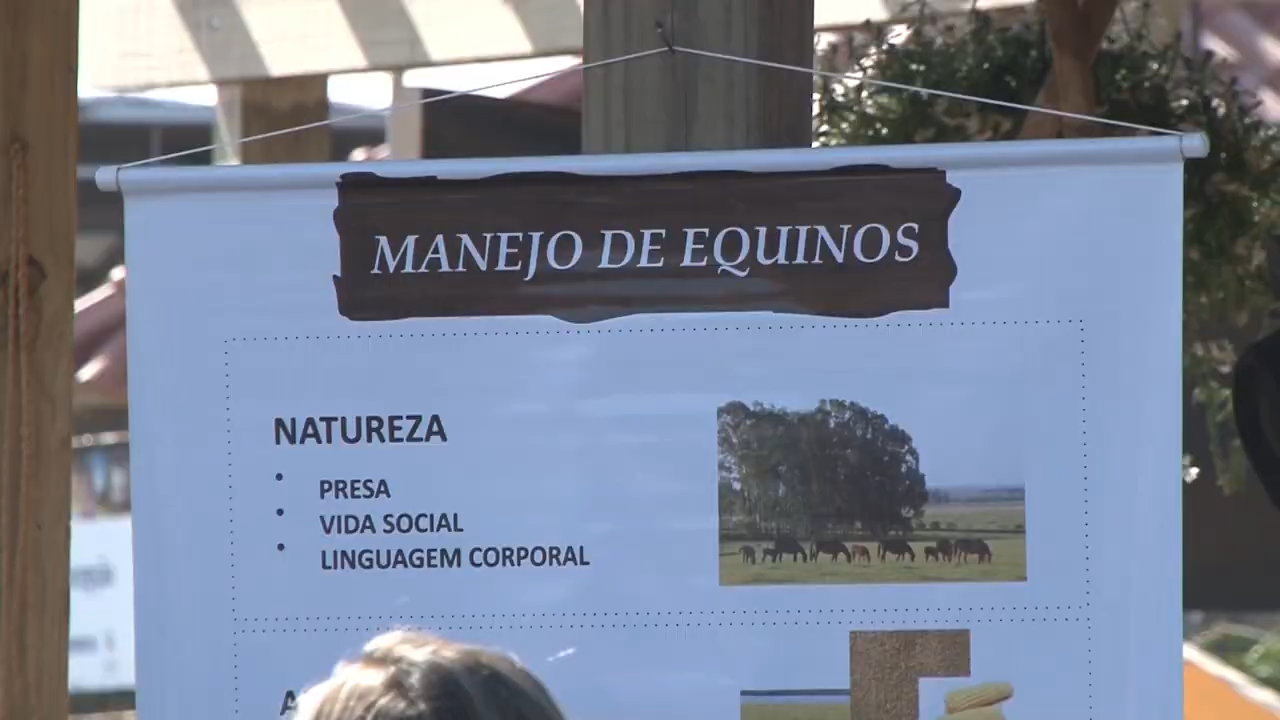 MANEJO DE EQUINOS
NATUREZA
• PRESA
• VIDA SOCIAL
• LINGUAGEM CORPORAL